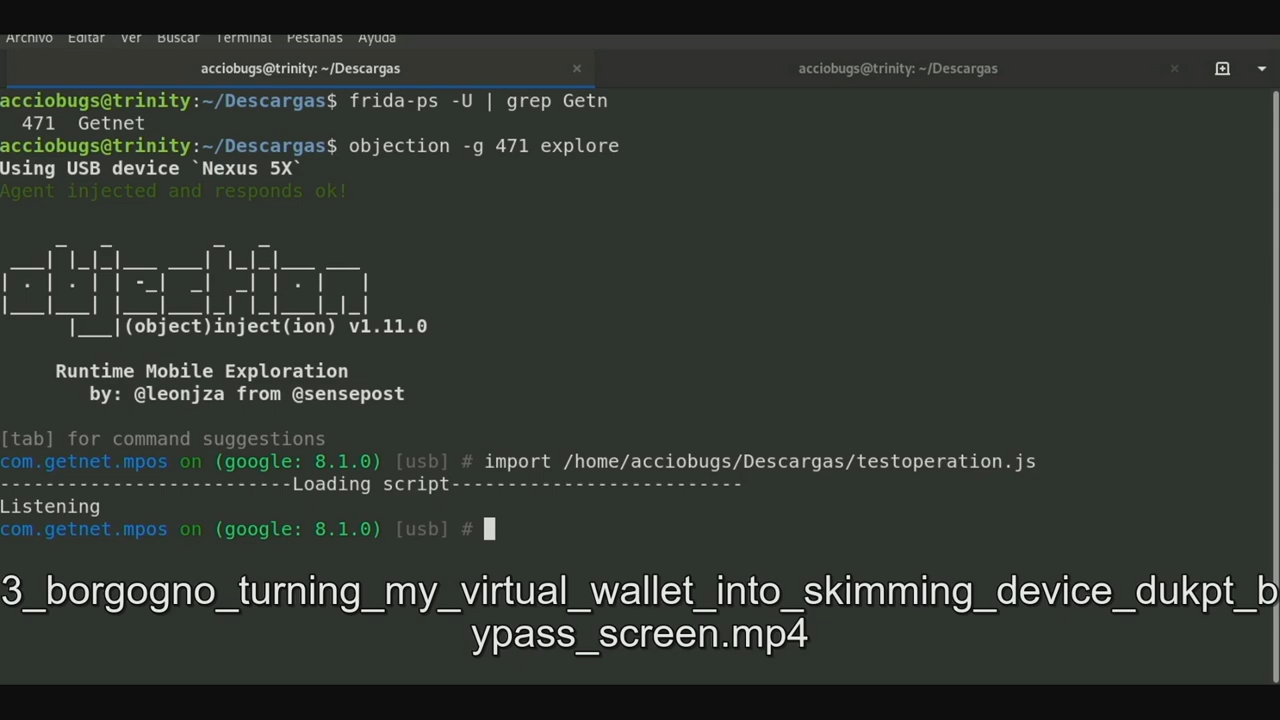 Archivo Editar Ver Buscar Terminal Pestañas Ayuda
acciobugs@trinity: ~/Descargas × acciobugs@trinity: ~/Descargas ×
acciobugs@trinity:~/Descargas$ frida-ps -U | grep Getn
471 Getnet
acciobugs@trinity:~/Descargas$ objection -g 471 explore
Using USB device `Nexus 5X`
Agent injected and responds ok!
objection
(object)inject(ion) v1.11.0
Runtime Mobile Exploration
by: @leonjza from @sensepost
[tab] for command suggestions
com.getnet.mpos on (google: 8.1.0) [usb] # import /home/acciobugs/Descargas/testoperation.js
--------------------------Loading script-------------------------
Listening
com.getnet.mpos on (google: 8.1.0) [usb] #
3_borgogno_turning_my_virtual_wallet_into_skimming_device_dukpt_b
ypass_screen.mp4